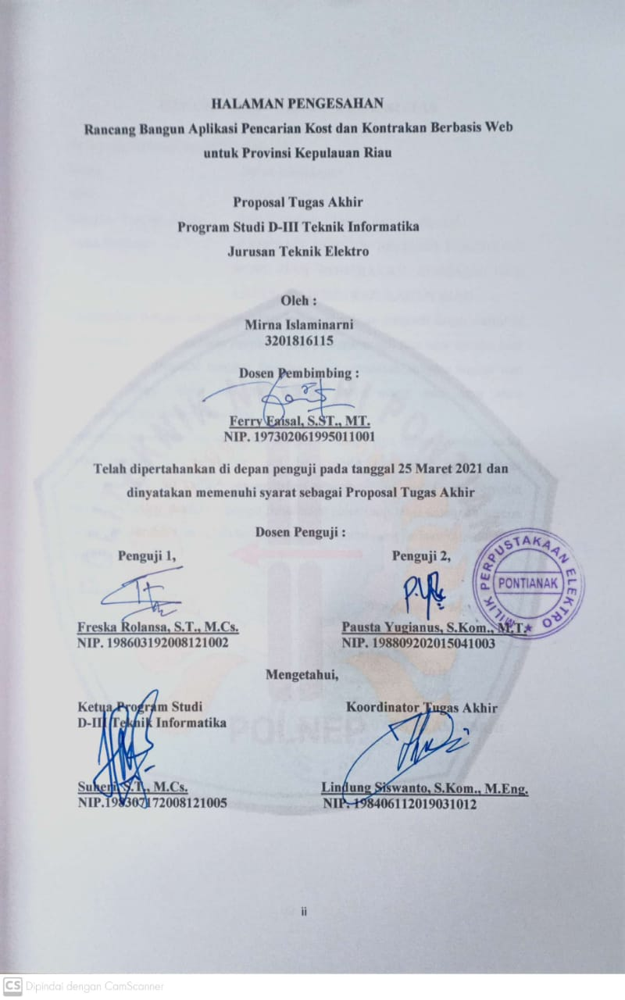 HALAMAN PENGESAHAN
Rancang Bangun Aplikasi Pencarian Kost dan Kontrakan Berbasis Web
untuk Provinsi Kepulauan Riau
Proposal Tugas Akhir
Program Studi D-III Teknik Informatika
Jurusan Teknik Elektro
Oleh :
Mirna Islaminarni
3201816115
Dosen Pembimbing :
Ferry Faisal, S.ST., MT.
NIP. 197302061995011001
Telah dipertahankan di depan penguji pada tanggal 25 Maret 2021 dan
dinyatakan memenuhi syarat sebagai Proposal Tugas Akhir
Dosen Penguji :
Penguji 1,
Penguji 2,
MILIK PERPUSTAKAAN ELEKTRO
PONTIANAK
Freska Rolansa, S.T., M.Cs.
NIP. 198603192008121002
Pausta Yugianus, S.Kom., M.T.
NIP. 198809202015041003
Mengetahui,
Ketua Program Studi
D-III Teknik Informatika
Koordinator Tugas Akhir
POLNEP
Suheri, S.T., M.Cs.
NIP.198307172008121005
Lindung Siswanto, S.Kom., M.Eng.
NIP. 198406112019031012
ii
CS Dipindai dengan CamScanner